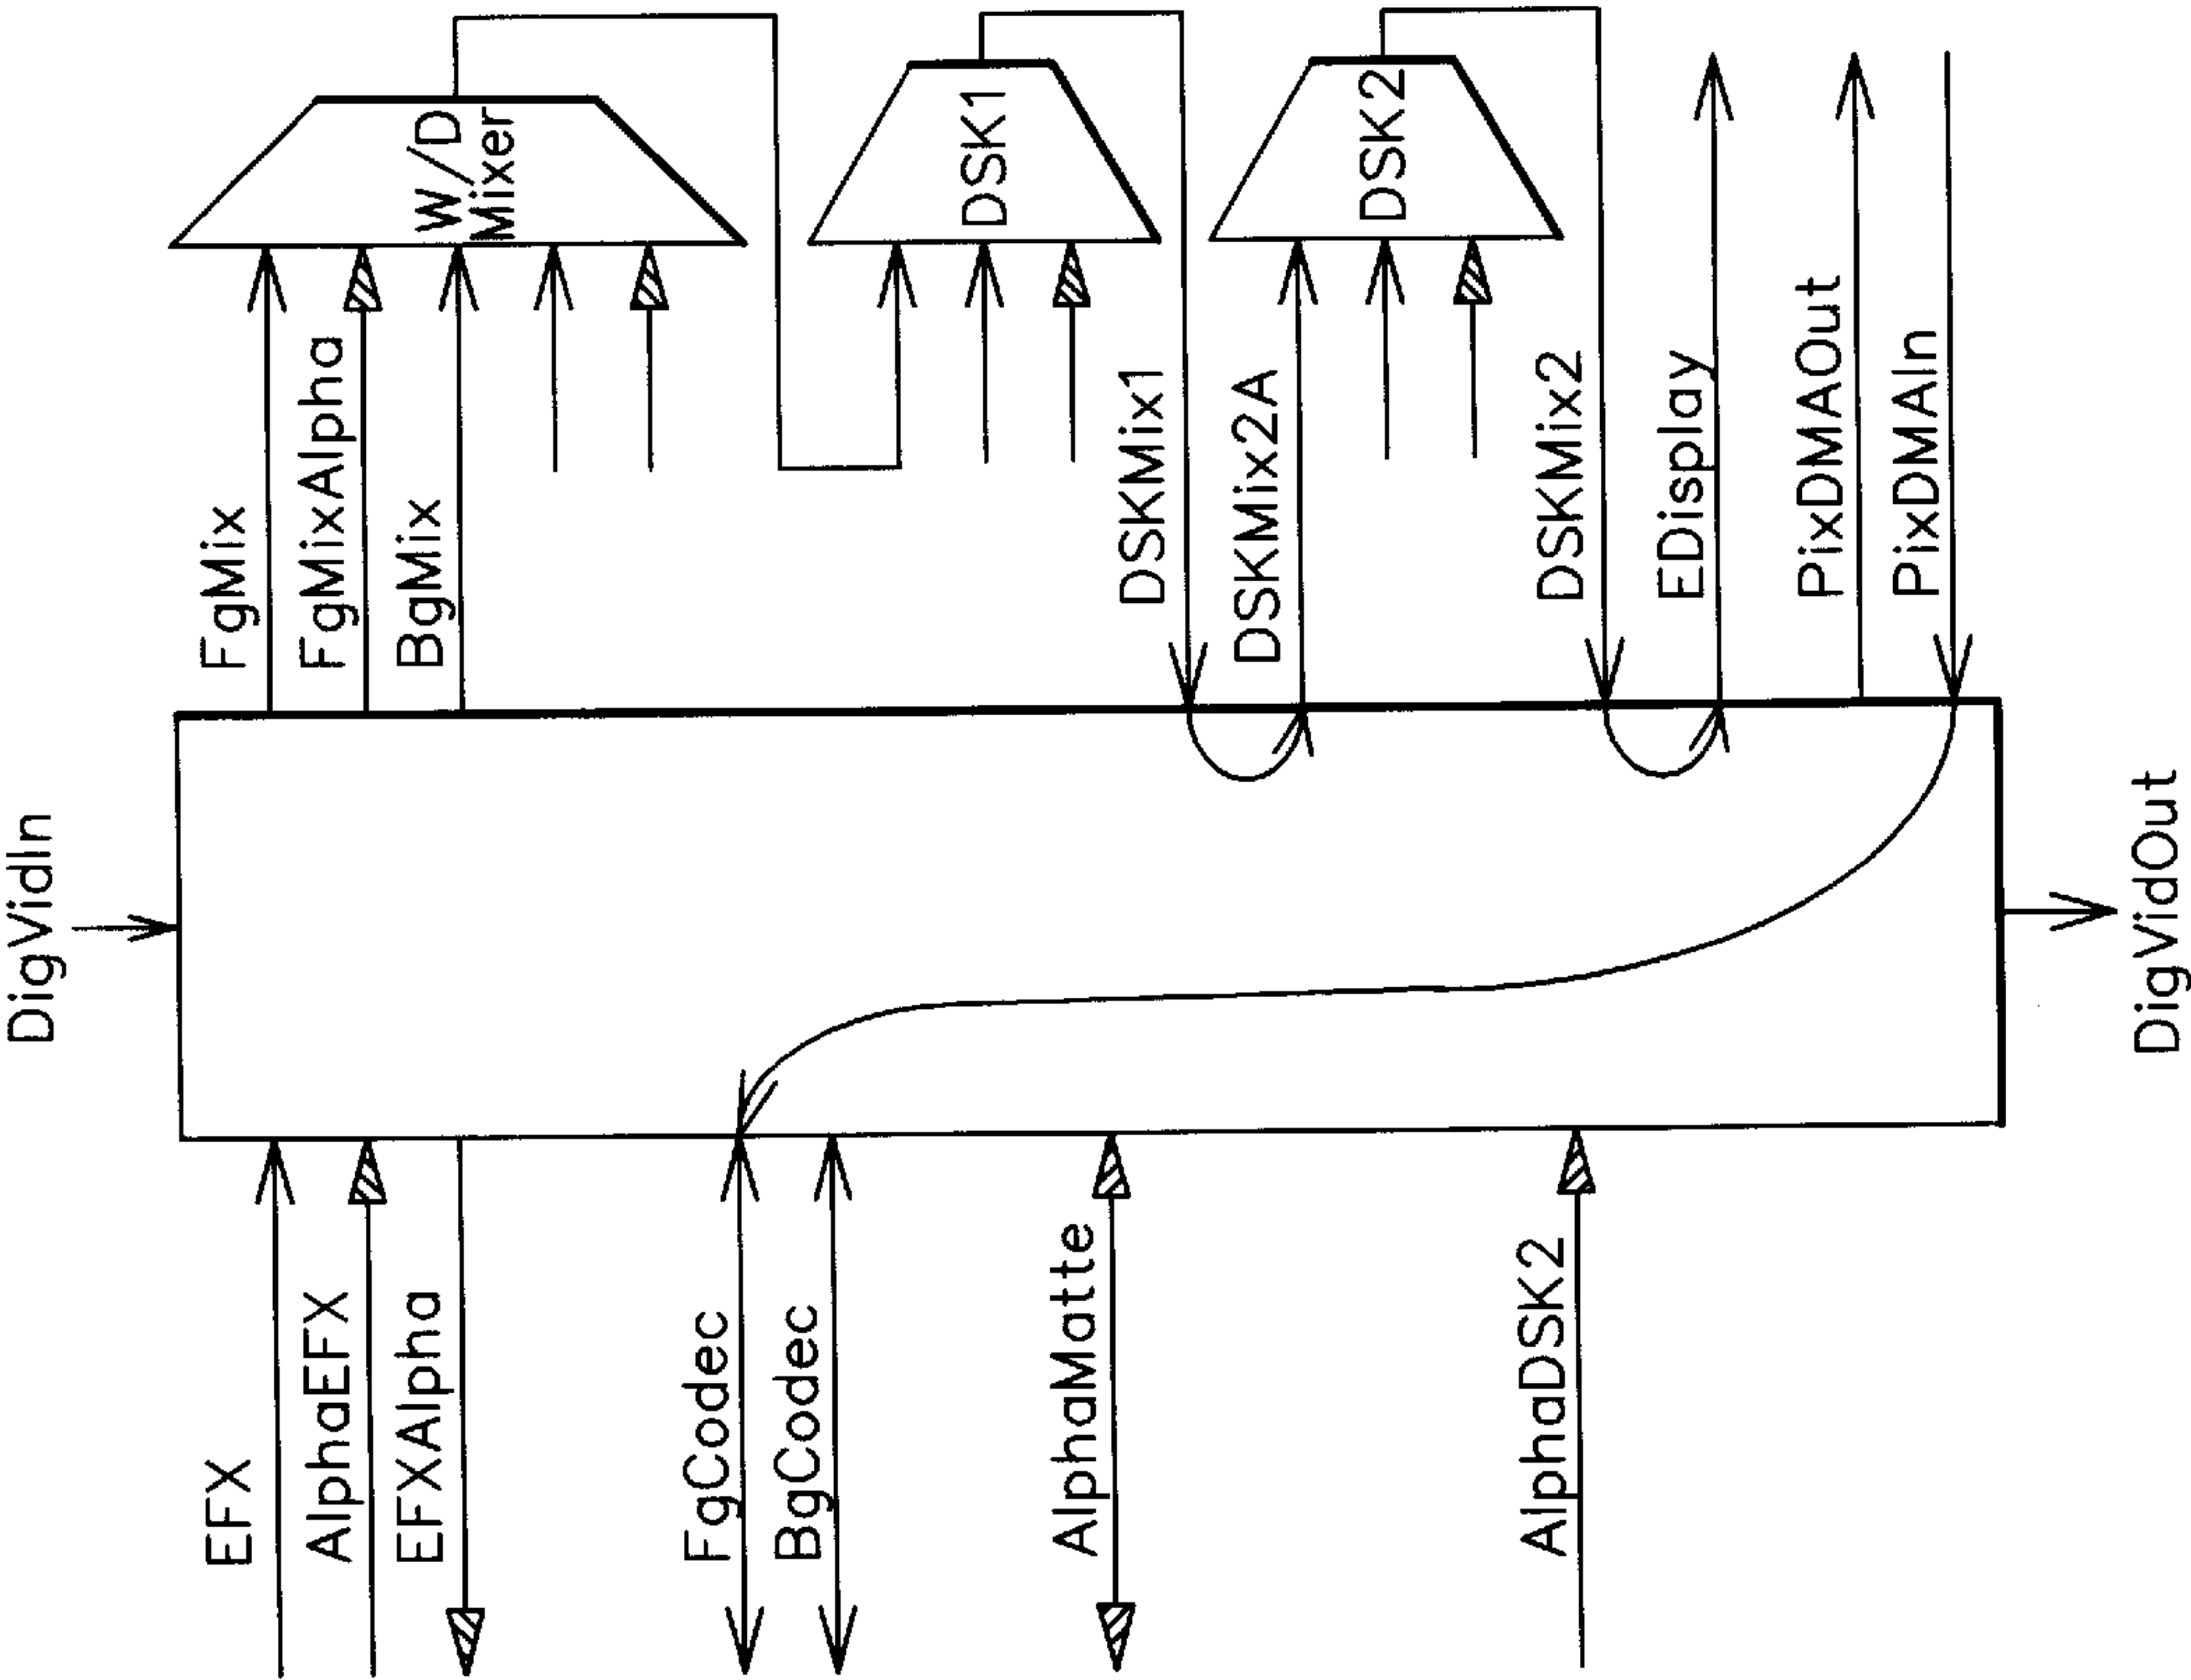 DigVidIn
EFX
AlphaEFX
EFXAlpha
FgCodec
BgCodec
AlphaMatte
AlphaDSK2
FgMix
FgMixAlpha
BgMix
W/D
Mixer
DSK1
DSKMix1
DSKMix2A
DSK2
DSKMix2
EDisplay
PixDMAOut
PixDMAIn
DigVidOut